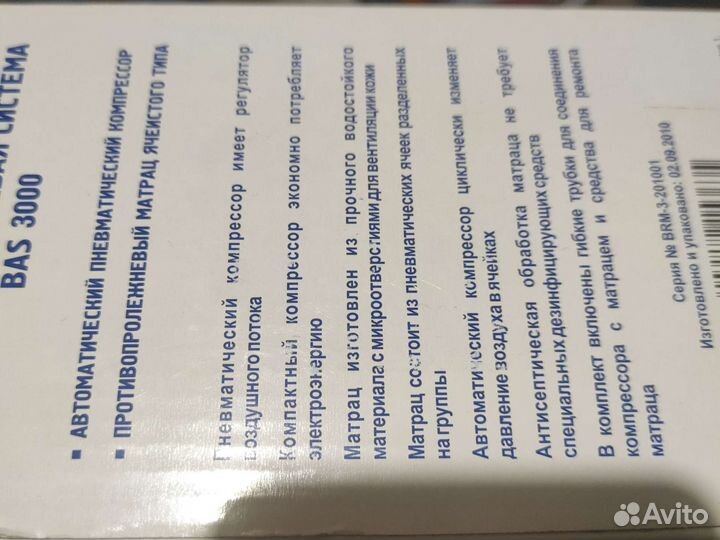 ВАЯ СИСТЕМА
BAS 3000
▪ АВТОМАТИЧЕСКИЙ ПНЕВМАТИЧЕСКИЙ КОМПРЕССОР
▪ ПРОТИВОПРОЛЕЖНЕВЫЙ МАТРАЦ ЯЧЕИСТОГО ТИПА
Пневматический компрессор имеет регулятор
воздушного потока
Компактный компрессор экономно потребляет
электроэнергию
Матрац изготовлен из прочного водостойкого
материала с микроотверстиями для вентиляции кожи
Матрац состоит из пневматических ячеек разделенных
на группы
Автоматический компрессор циклически изменяет
давление воздуха в ячейках
Антисептическая обработка матраца не требует
специальных дезинфицирующих средств
В комплект включены гибкие трубки для соединения
компрессора с матрацем и средства для ремонта
матраца
Серия № BRM-3-201001
Изготовлено и упаковано: 02.09.2010
Avito